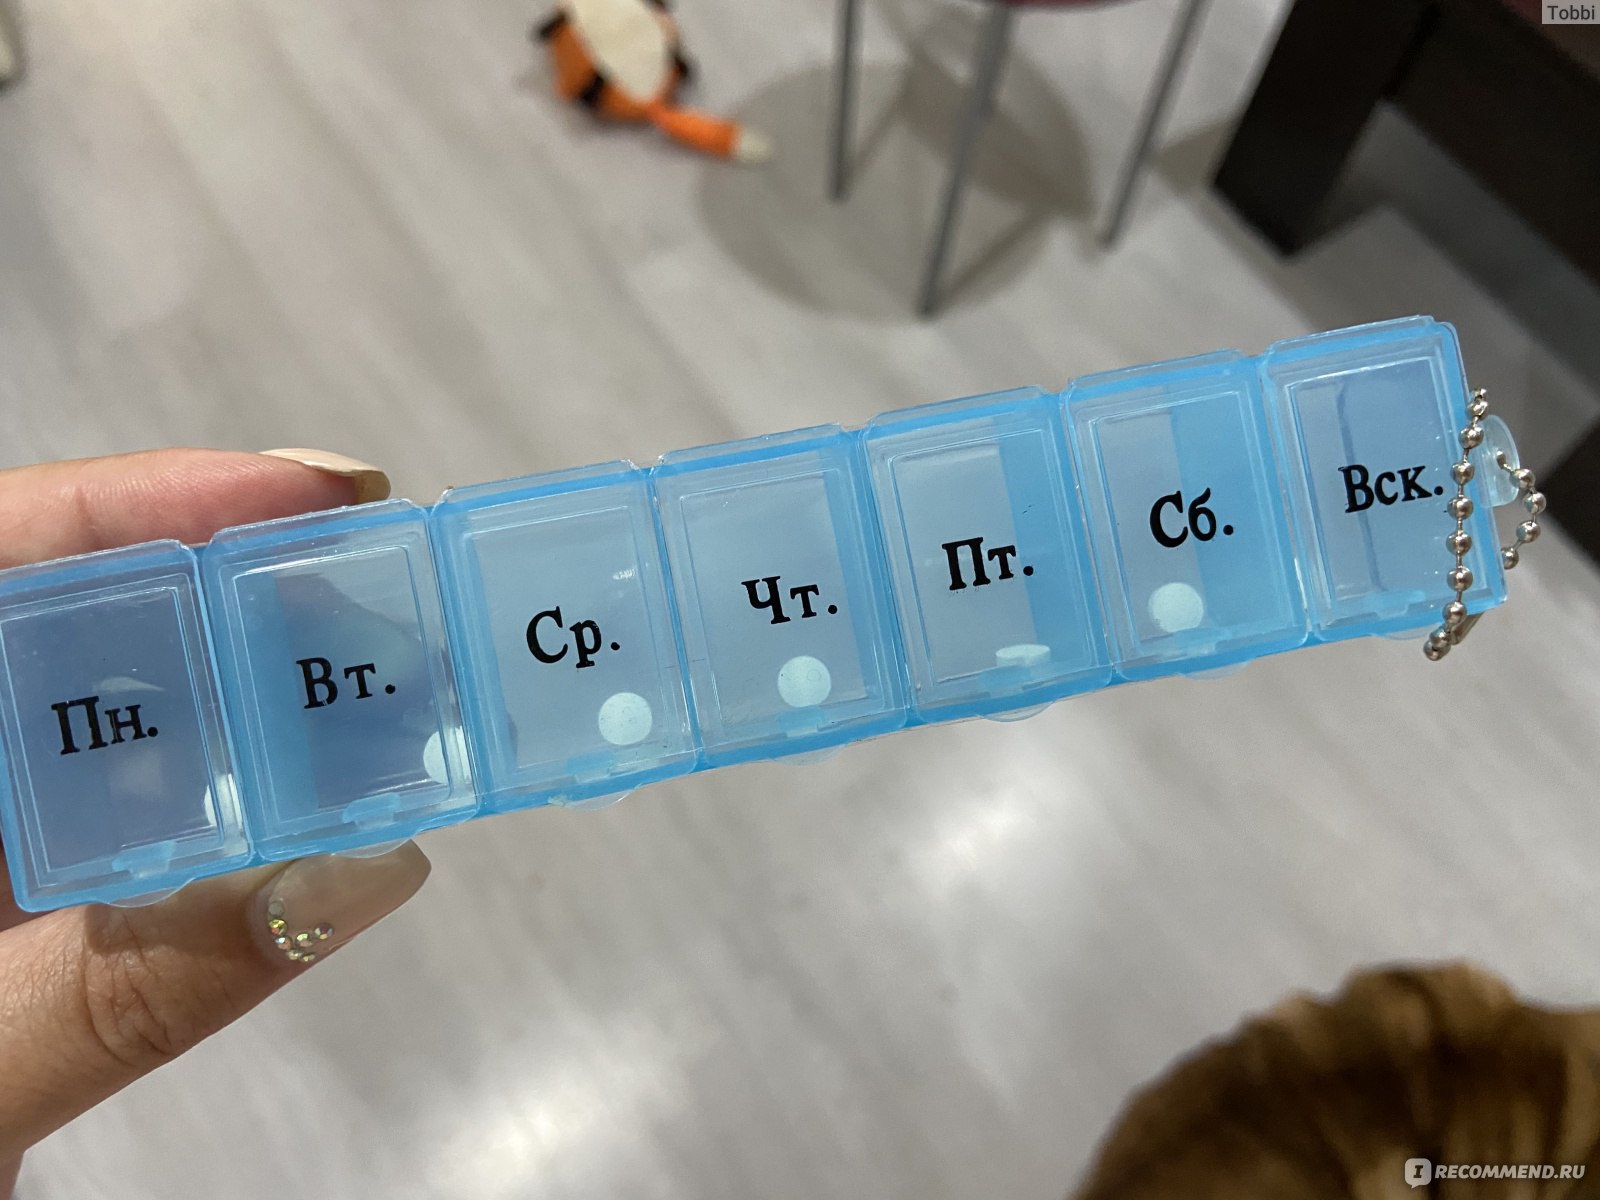 Tobbi
Пн.
Вт.
Ср.
Чт.
Пт.
Сб.
Вск.
IRECOMMEND.RU